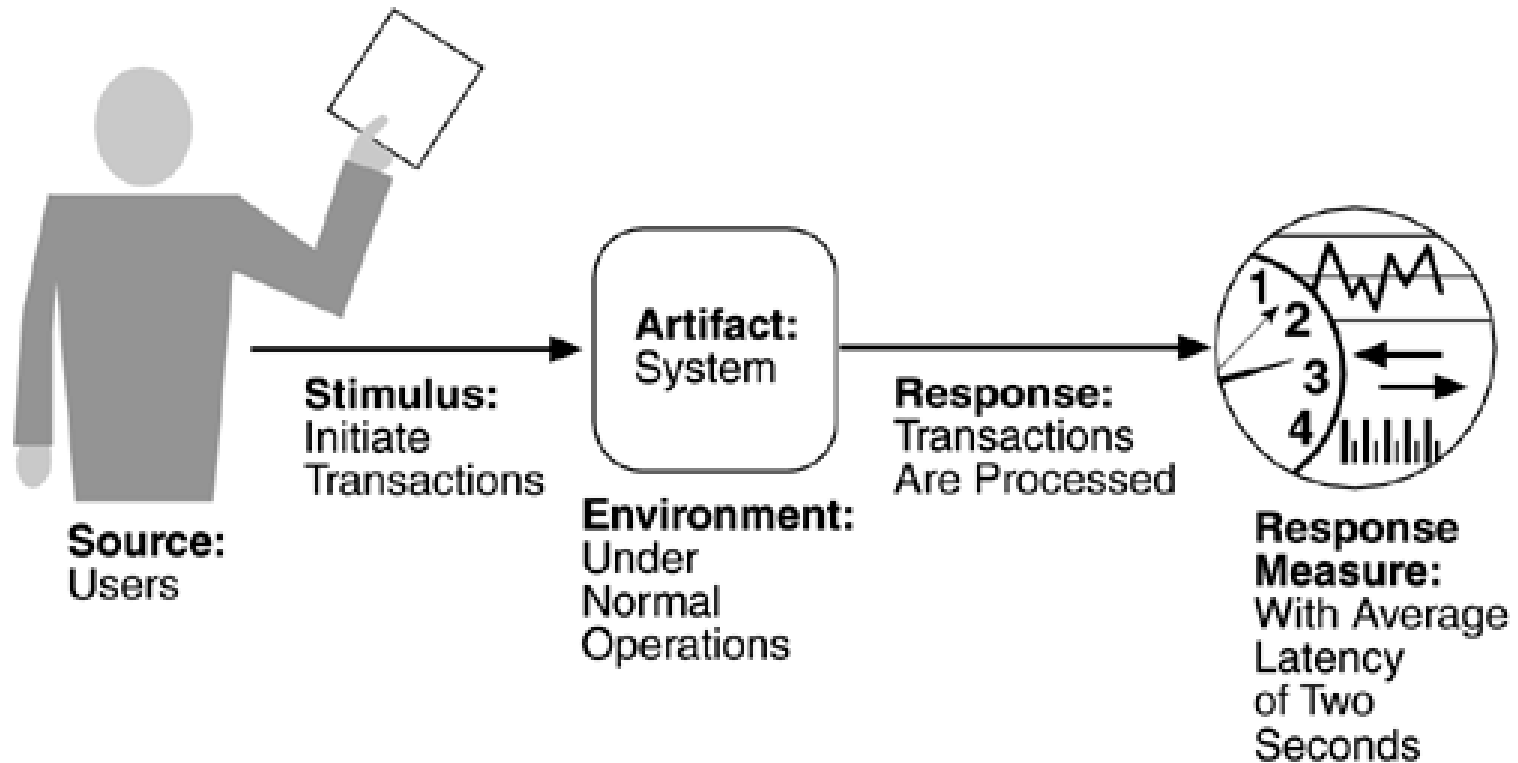 Source:
Users
Stimulus:
Initiate
Transactions
Artifact:
System
Environment:
Under
Normal
Operations
Response:
Transactions
Are Processed
1
2
3
4
Response
Measure:
With Average
Latency
of Two
Seconds